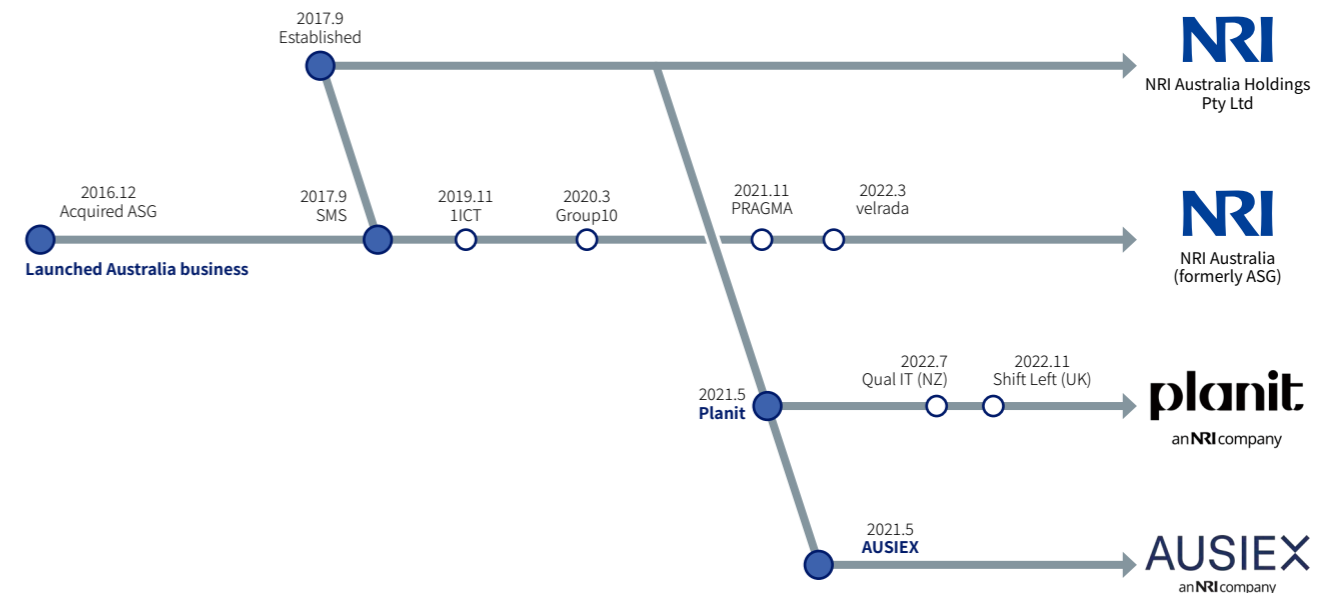 2017.9
Established
NRI
NRI Australia Holdings
Pty Ltd
2016.12
Acquired ASG
2017.9
SMS
2019.11
1ICT
2020.3
Group10
2021.11
PRAGMA
2022.3
velrada
NRI
NRI Australia
(formerly ASG)
Launched Australia business
2021.5
Planit
2022.7
Qual IT (NZ)
2022.11
Shift Left (UK)
planit
an NRI company
2021.5
AUSIEX
AUSIEX
an NRI company